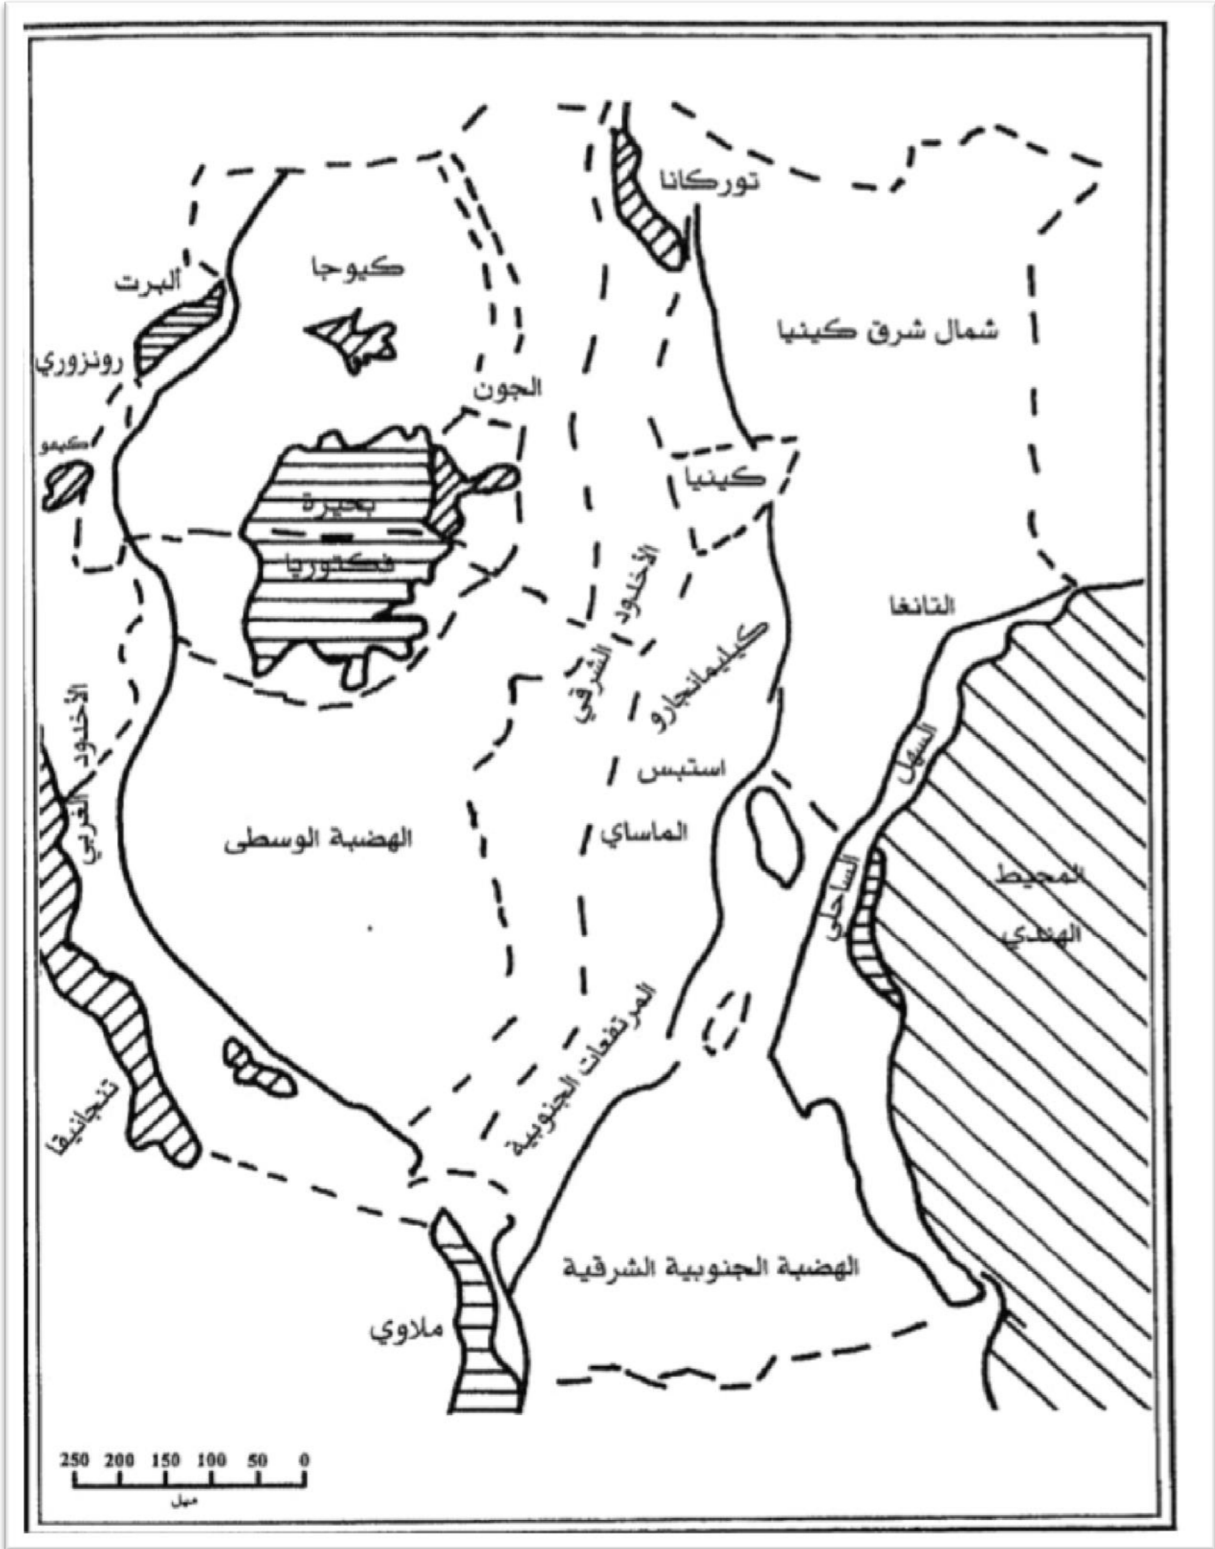 توركانا
كيوجا
ألبرت
شمال شرق كينيا
رونزوري
الجون
كيمو
كينيا
بحيرة
فكتوريا
الأخدود الشرقي
التانغا
كيليمانجارو
الأخدود الغربي
السهل الساحلي
استبس
الماساي
الهضبة الوسطى
المحيط
الهندي
المرتفعات الجنوبية
تنجانيقا
الهضبة الجنوبية الشرقية
ملاوي
250 200 150 100 50 0
ميل